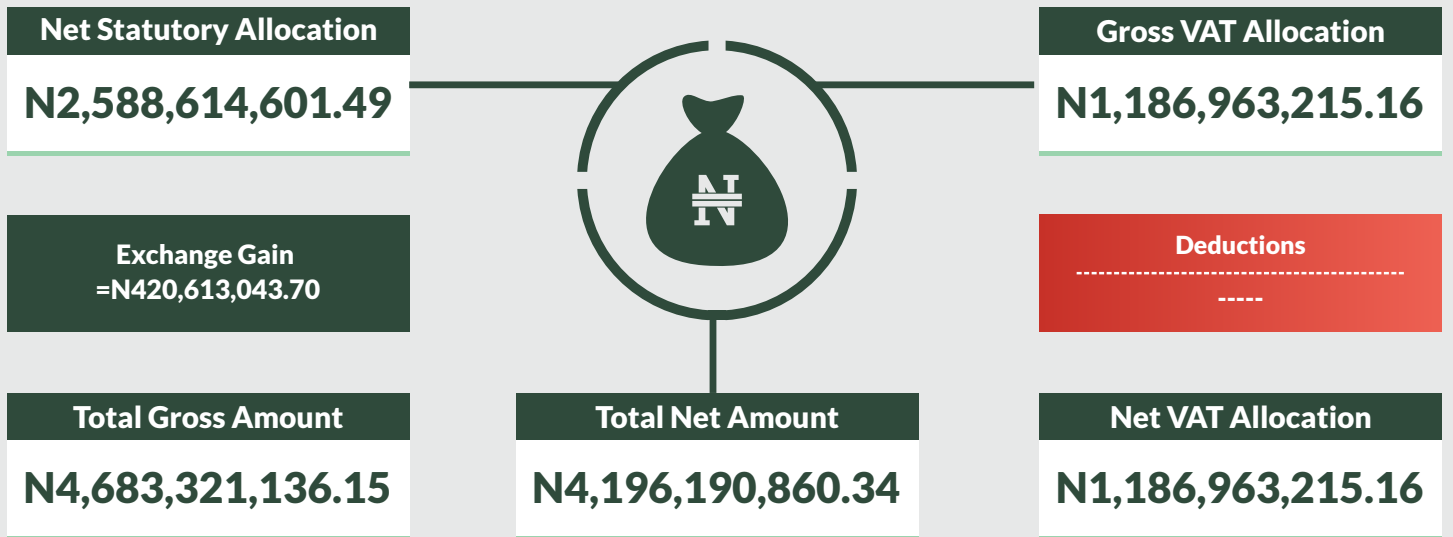 Net Statutory Allocation
N2,588,614,601.49
Gross VAT Allocation
N1,186,963,215.16
₦
Exchange Gain
=N420,613,043.70
Deductions
--------------------------------------------
-----
Total Gross Amount
N4,683,321,136.15
Total Net Amount
N4,196,190,860.34
Net VAT Allocation
N1,186,963,215.16